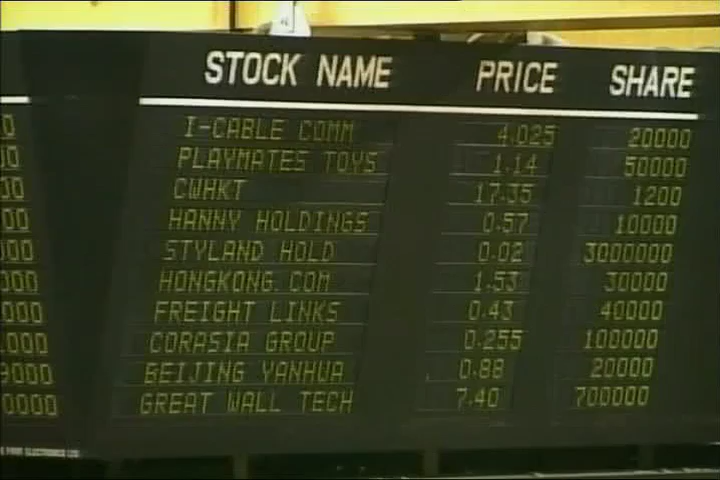 STOCK NAME PRICE SHARE
I-CABLE COMM 4.025 20000
PLAYMATES TOYS 1.14 50000
CWHKT 17.35 1200
HANNY HOLDINGS 0.57 10000
STYLAND HOLD 0.02 3000000
HONGKONG.COM 1.53 30000
FREIGHT LINKS 0.43 40000
CORASIA GROUP 0.255 100000
BEIJING YANHUA 0.88 20000
GREAT WALL TECH 7.40 700000